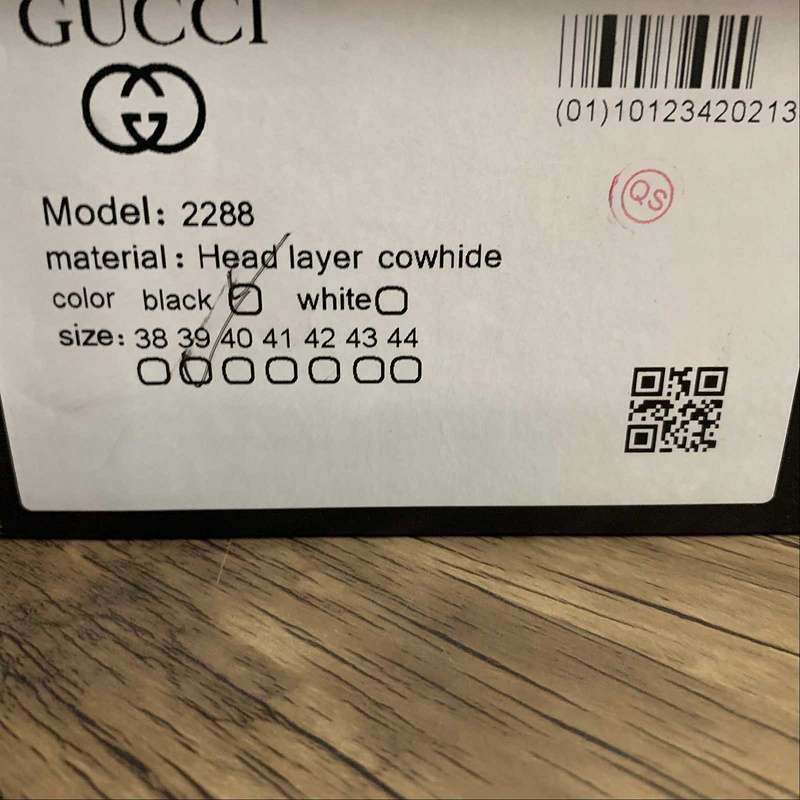 GUCCI
(01)10123420213
QS
Model: 2288
material: Head layer cowhide
color black white
size: 38 39 40 41 42 43 44